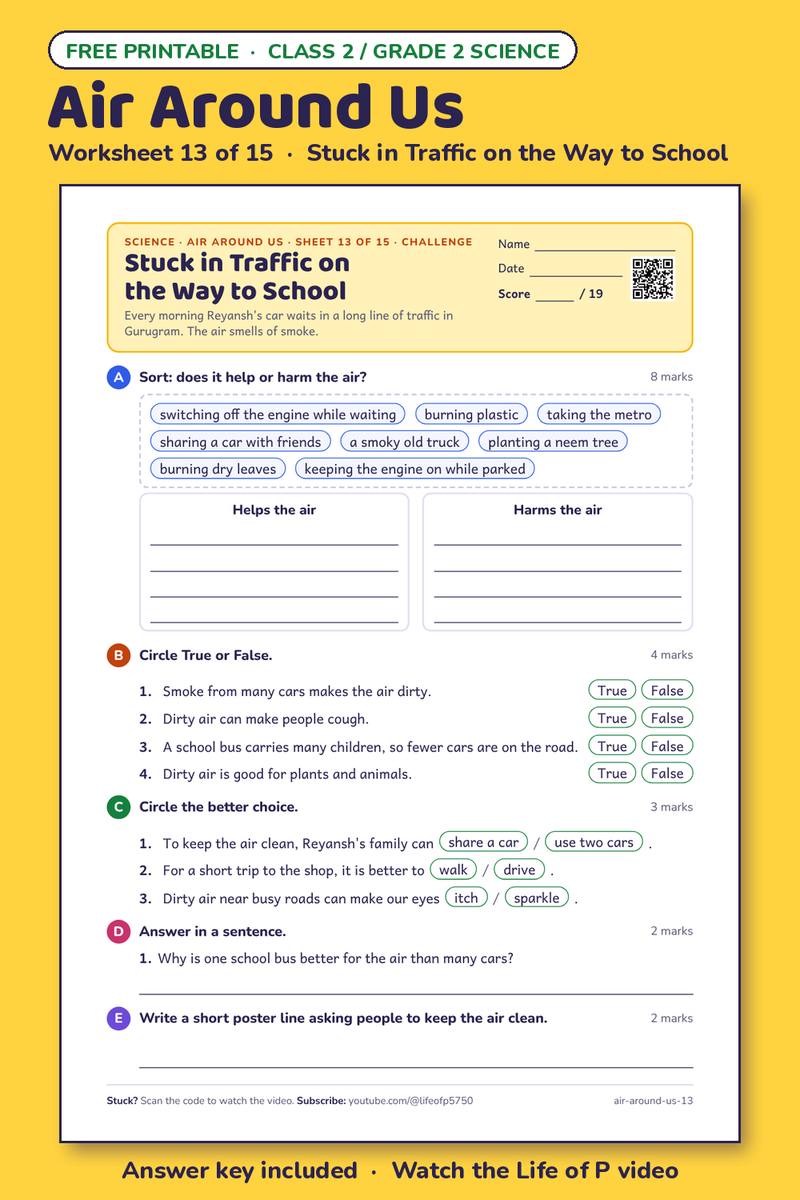 FREE PRINTABLE · CLASS 2 / GRADE 2 SCIENCE
Air Around Us
Worksheet 13 of 15 · Stuck in Traffic on the Way to School
SCIENCE · AIR AROUND US · SHEET 13 OF 15 · CHALLENGE
Stuck in Traffic on
the Way to School
Every morning Reyansh's car waits in a long line of traffic in
Gurugram. The air smells of smoke.
Name
Date
Score / 19
A Sort: does it help or harm the air? 8 marks
switching off the engine while waiting burning plastic taking the metro
sharing a car with friends a smoky old truck planting a neem tree
burning dry leaves keeping the engine on while parked
Helps the air Harms the air
B Circle True or False. 4 marks
1. Smoke from many cars makes the air dirty. True False
2. Dirty air can make people cough. True False
3. A school bus carries many children, so fewer cars are on the road. True False
4. Dirty air is good for plants and animals. True False
C Circle the better choice. 3 marks
1. To keep the air clean, Reyansh's family can share a car / use two cars .
2. For a short trip to the shop, it is better to walk / drive .
3. Dirty air near busy roads can make our eyes itch / sparkle .
D Answer in a sentence. 2 marks
1. Why is one school bus better for the air than many cars?
E Write a short poster line asking people to keep the air clean. 2 marks
Stuck? Scan the code to watch the video. Subscribe: youtube.com/@lifeofp5750 air-around-us-13
Answer key included · Watch the Life of P video